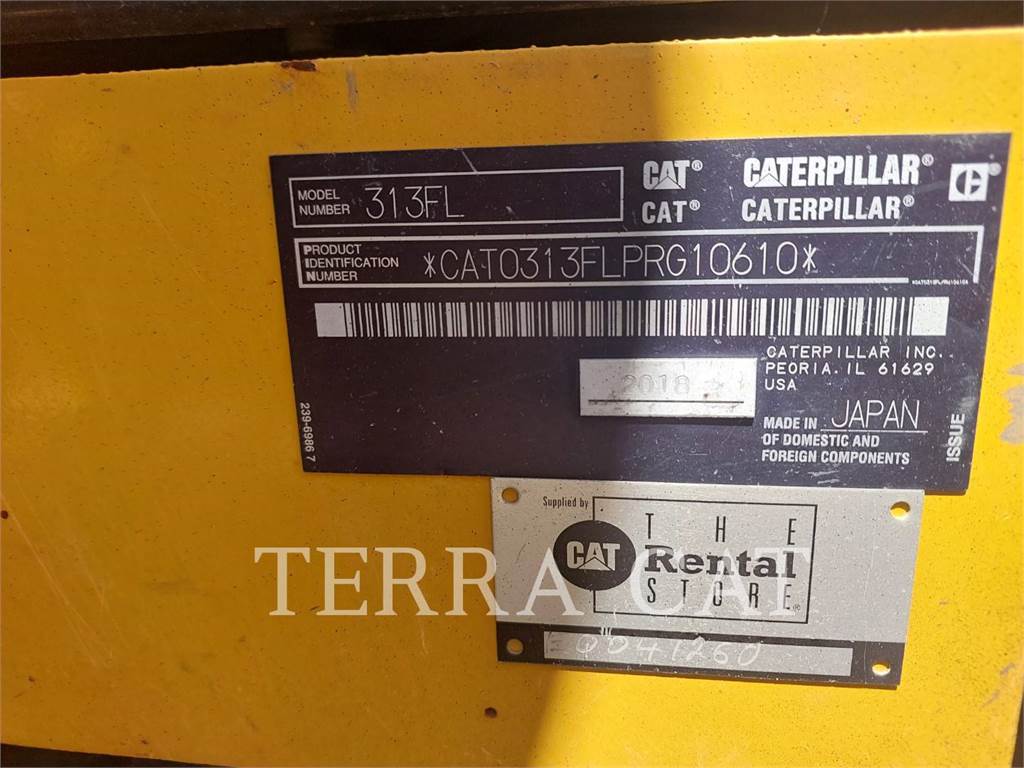 MODEL NUMBER 313FL
CAT® CATERPILLAR®
CAT® CATERPILLAR®
PRODUCT IDENTIFICATION NUMBER *CAT0313FLPRG10610*
*CAT0313FLPRG10610*
2018
CATERPILLAR INC.
PEORIA. IL 61629
USA
MADE IN JAPAN
OF DOMESTIC AND
FOREIGN COMPONENTS
239-6986 7
ISSUE
Supplied by
CAT
THE
Rental
STORE®
TERRA CAT